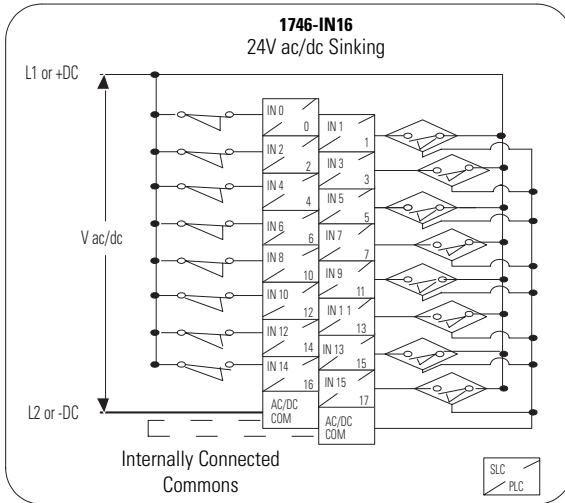 1746-IN16
24V ac/dc Sinking
L1 or +DC
IN 0
0
IN 1
1
IN 2
2
IN 3
3
IN 4
4
IN 5
5
V ac/dc
IN 6
6
IN 7
7
IN 8
10
IN 9
11
IN 10
12
IN 1 1
13
IN 12
14
IN 13
15
IN 14
16
IN 15
17
L2 or -DC
AC/DC
COM
AC/DC
COM
Internally Connected
Commons
SLC
PLC